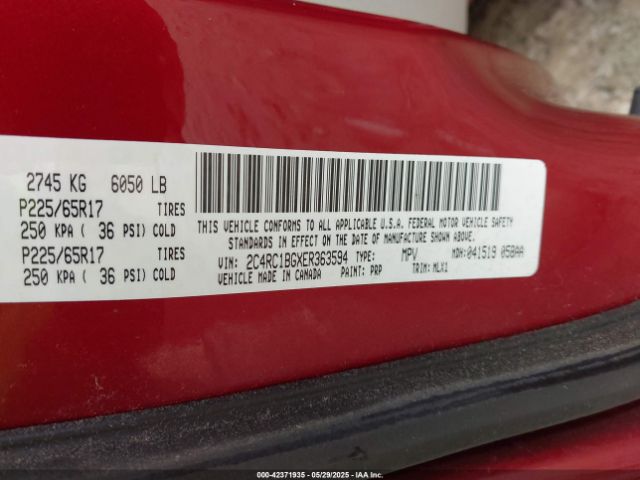 2745 KG 6050 LB
P225/65R17 TIRES
250 KPA ( 36 PSI) COLD
P225/65R17 TIRES
250 KPA ( 36 PSI) COLD
THIS VEHICLE CONFORMS TO ALL APPLICABLE U.S.A. FEDERAL MOTOR VEHICLE SAFETY
STANDARDS IN EFFECT ON THE DATE OF MANUFACTURE SHOWN ABOVE.
VIN: 2C4RC1BGXER363594 TYPE: MPV MDH: 041519 058AA
VEHICLE MADE IN CANADA PAINT: PRP TRIM: MLX1
00-42371935 - 05/29/2025 - IAA Inc.